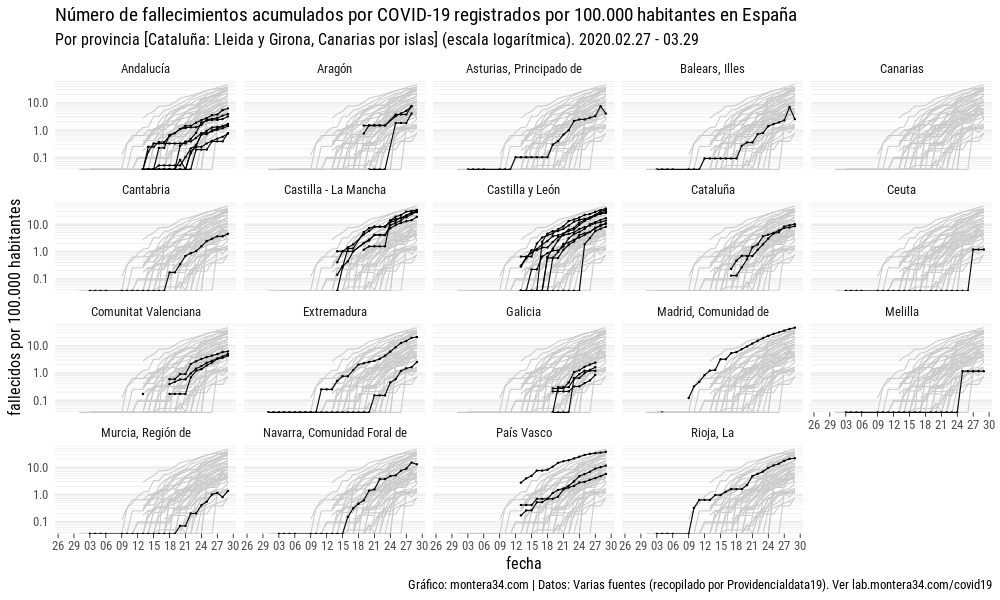 Número de fallecimientos acumulados por COVID-19 registrados por 100.000 habitantes en España
Por provincia [Cataluña: Lleida y Girona, Canarias por islas] (escala logarítmica). 2020.02.27 - 03.29
Andalucía Aragón Asturias, Principado de Balears, Illes Canarias
10.0
1.0
0.1
Cantabria Castilla - La Mancha Castilla y León Cataluña Ceuta
10.0
1.0
0.1
Comunitat Valenciana Extremadura Galicia Madrid, Comunidad de Melilla
10.0
1.0
0.1
26 29 03 06 09 12 15 18 21 24 27 30
Murcia, Región de Navarra, Comunidad Foral de País Vasco Rioja, La
10.0
1.0
0.1
26 29 03 06 09 12 15 18 21 24 27 30 26 29 03 06 09 12 15 18 21 24 27 30 26 29 03 06 09 12 15 18 21 24 27 30 26 29 03 06 09 12 15 18 21 24 27 30
fallecidos por 100.000 habitantes
fecha
Gráfico: montera34.com | Datos: Varias fuentes (recopilado por Providencialdata19). Ver lab.montera34.com/covid19